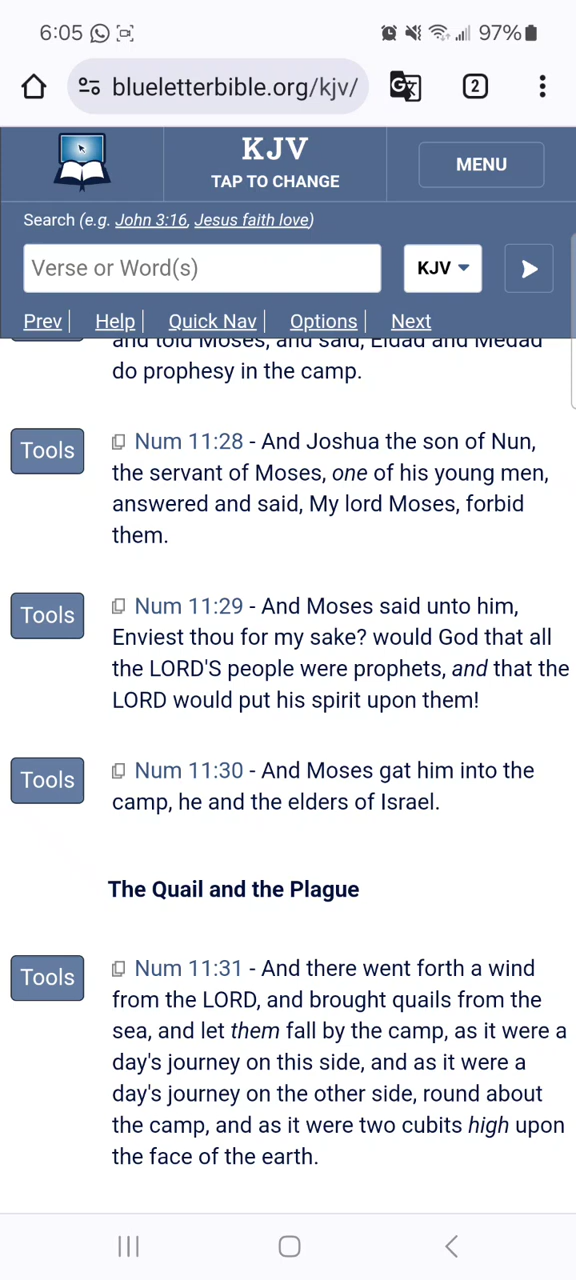 6:05 97%
blueletterbible.org/kjv/ 2
KJV
TAP TO CHANGE
MENU
Search (e.g. John 3:16, Jesus faith love)
Verse or Word(s) KJV
Prev Help Quick Nav Options Next
and told Moses, and said, Eldad and Medad
do prophesy in the camp.
Tools
Num 11:28 - And Joshua the son of Nun,
the servant of Moses, one of his young men,
answered and said, My lord Moses, forbid
them.
Tools
Num 11:29 - And Moses said unto him,
Enviest thou for my sake? would God that all
the LORD'S people were prophets, and that the
LORD would put his spirit upon them!
Tools
Num 11:30 - And Moses gat him into the
camp, he and the elders of Israel.
The Quail and the Plague
Tools
Num 11:31 - And there went forth a wind
from the LORD, and brought quails from the
sea, and let them fall by the camp, as it were a
day's journey on this side, and as it were a
day's journey on the other side, round about
the camp, and as it were two cubits high upon
the face of the earth.